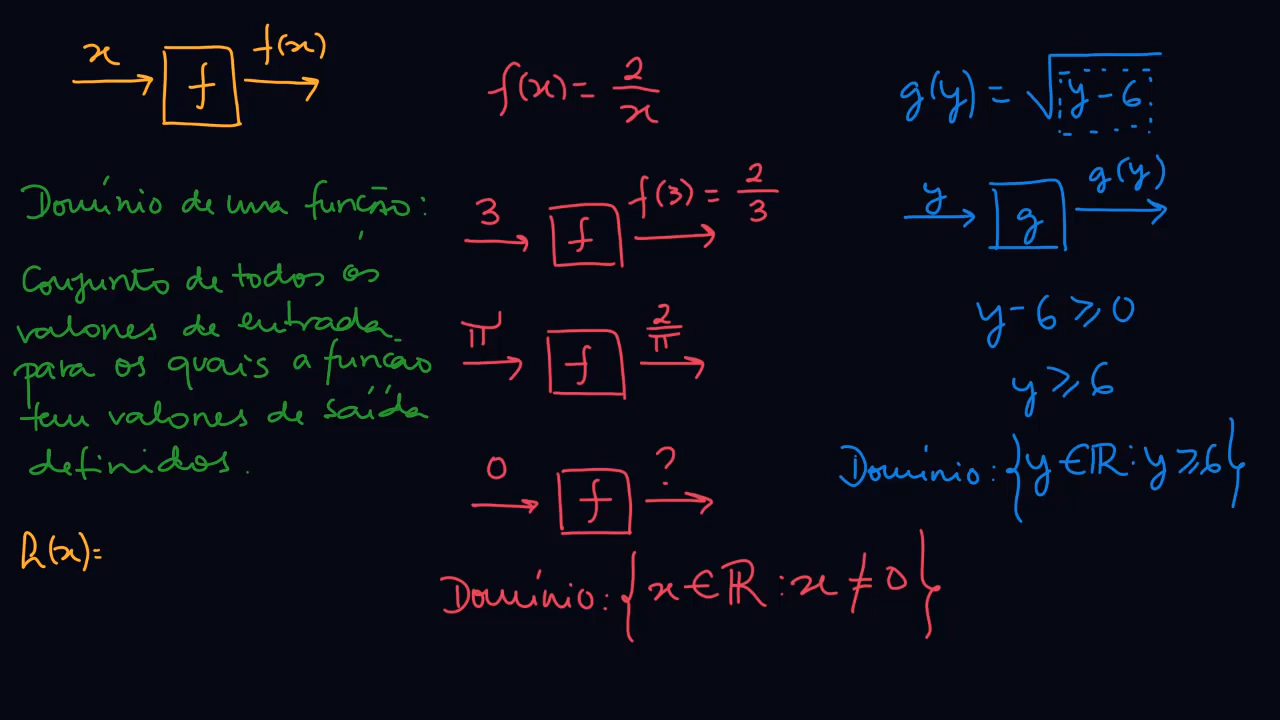 x f f(x)
Domínio de uma função:
Conjunto de todos os
valores de entrada
para os quais a função
tem valores de saída
definidos.
h(x)=
f(x) = 2/x
3 f f(3) = 2/3
π f 2/π
0 f ?
Domínio: {x ∈ ℝ : x ≠ 0}
g(y) = √(y - 6)
y g g(y)
y - 6 ⩾ 0
y ⩾ 6
Domínio: {y ∈ ℝ : y ⩾ 6}